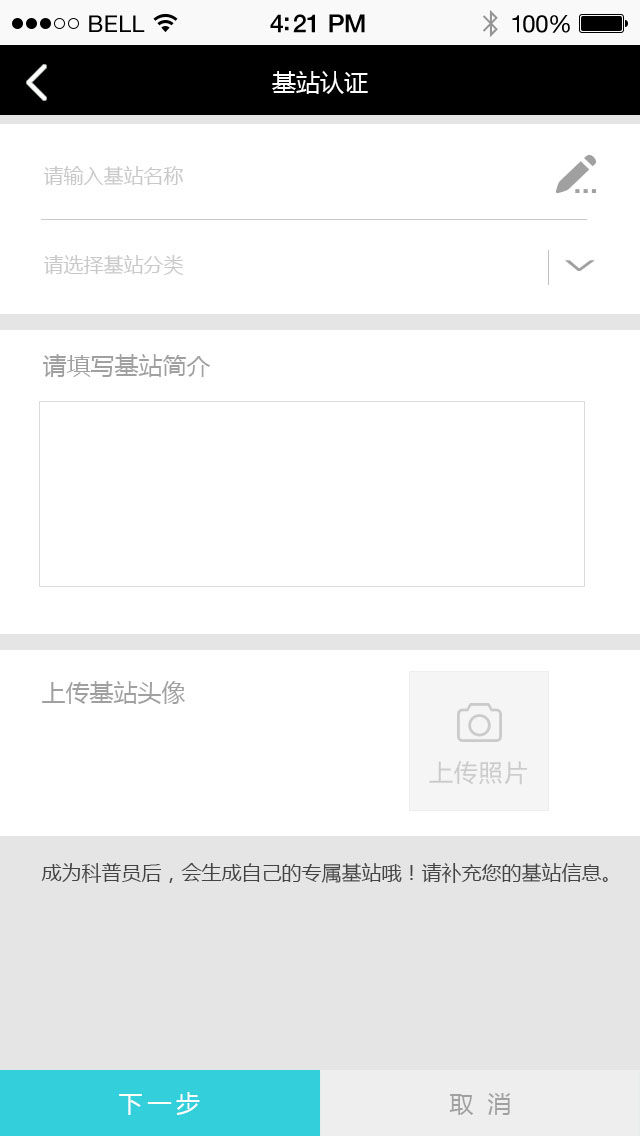 BELL 4:21 PM 100%
基站认证
请输入基站名称
请选择基站分类
请填写基站简介
上传基站头像
上传照片
成为科普员后，会生成自己的专属基站哦！请补充您的基站信息。
下一步 取 消